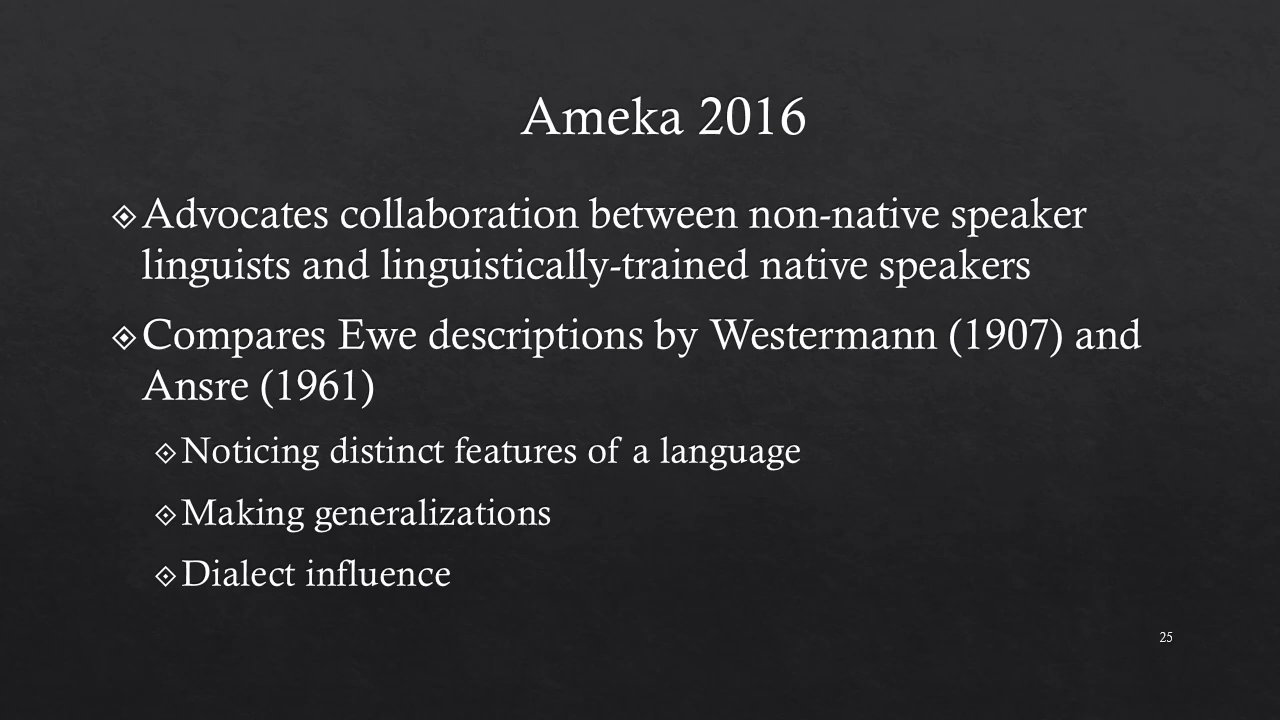 Ameka 2016
Advocates collaboration between non-native speaker
linguists and linguistically-trained native speakers
Compares Ewe descriptions by Westermann (1907) and
Ansre (1961)
Noticing distinct features of a language
Making generalizations
Dialect influence
25